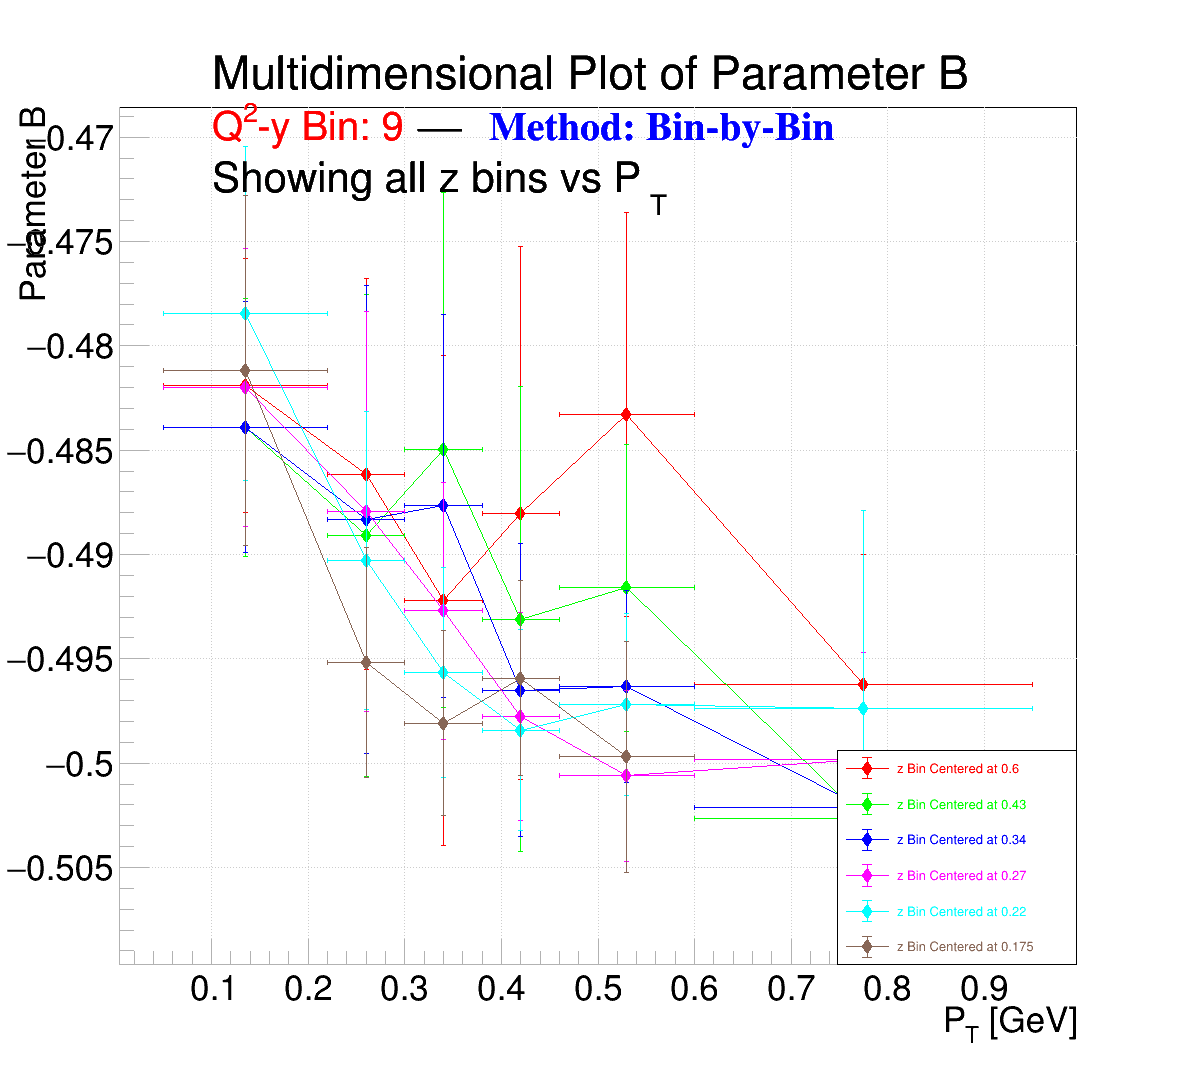 Multidimensional Plot of Parameter B
Q²-y Bin: 9 — Method: Bin-by-Bin
Showing all z bins vs P_T
Parameter B
−0.47
−0.475
−0.48
−0.485
−0.49
−0.495
−0.5
−0.505
z Bin Centered at 0.6
z Bin Centered at 0.43
z Bin Centered at 0.34
z Bin Centered at 0.27
z Bin Centered at 0.22
z Bin Centered at 0.175
0.1 0.2 0.3 0.4 0.5 0.6 0.7 0.8 0.9
P_T [GeV]